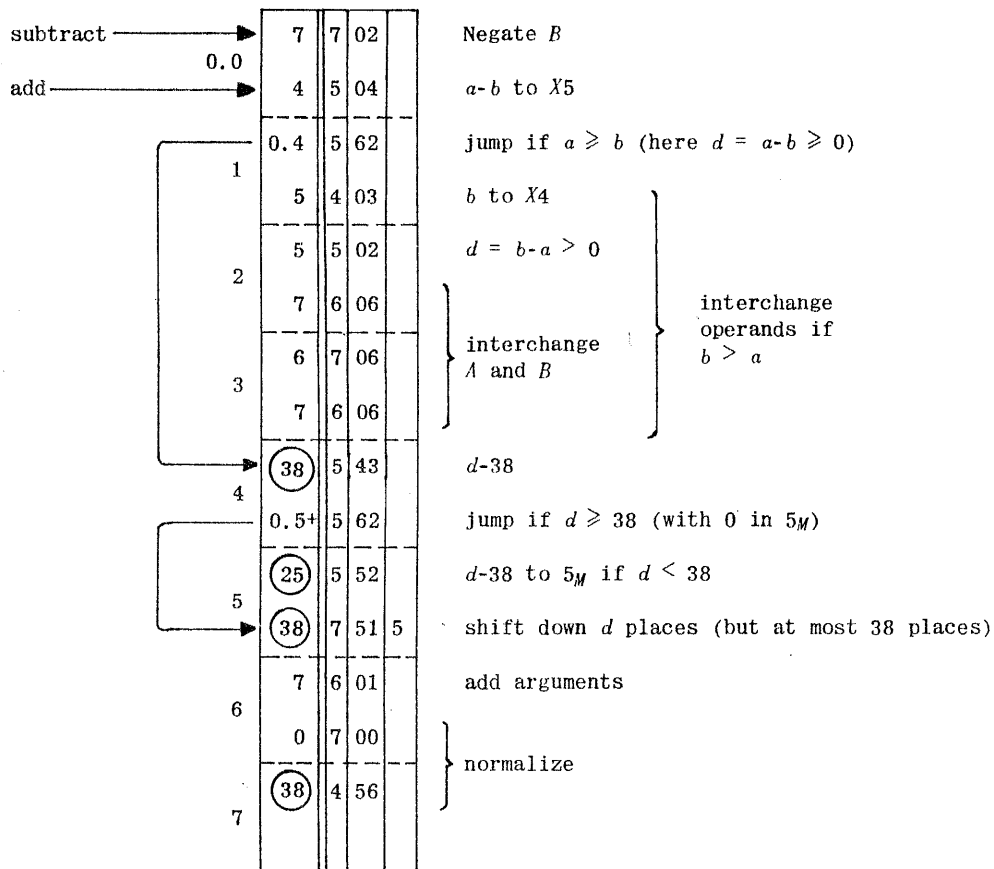 subtract 7 7 02 Negate B
0.0
add 4 5 04 a-b to X5
0.4 5 62 jump if a ⩾ b (here d = a-b ⩾ 0)
1
5 4 03 b to X4
5 5 02 d = b-a > 0
2
7 6 06
interchange
operands if
b > a
interchange
A and B
6 7 06
3
7 6 06
38 5 43 d-38
4
0.5+ 5 62 jump if d ⩾ 38 (with 0 in 5M)
25 5 52 d-38 to 5M if d < 38
5
38 7 51 5 shift down d places (but at most 38 places)
7 6 01 add arguments
6
0 7 00
normalize
38 4 56
7